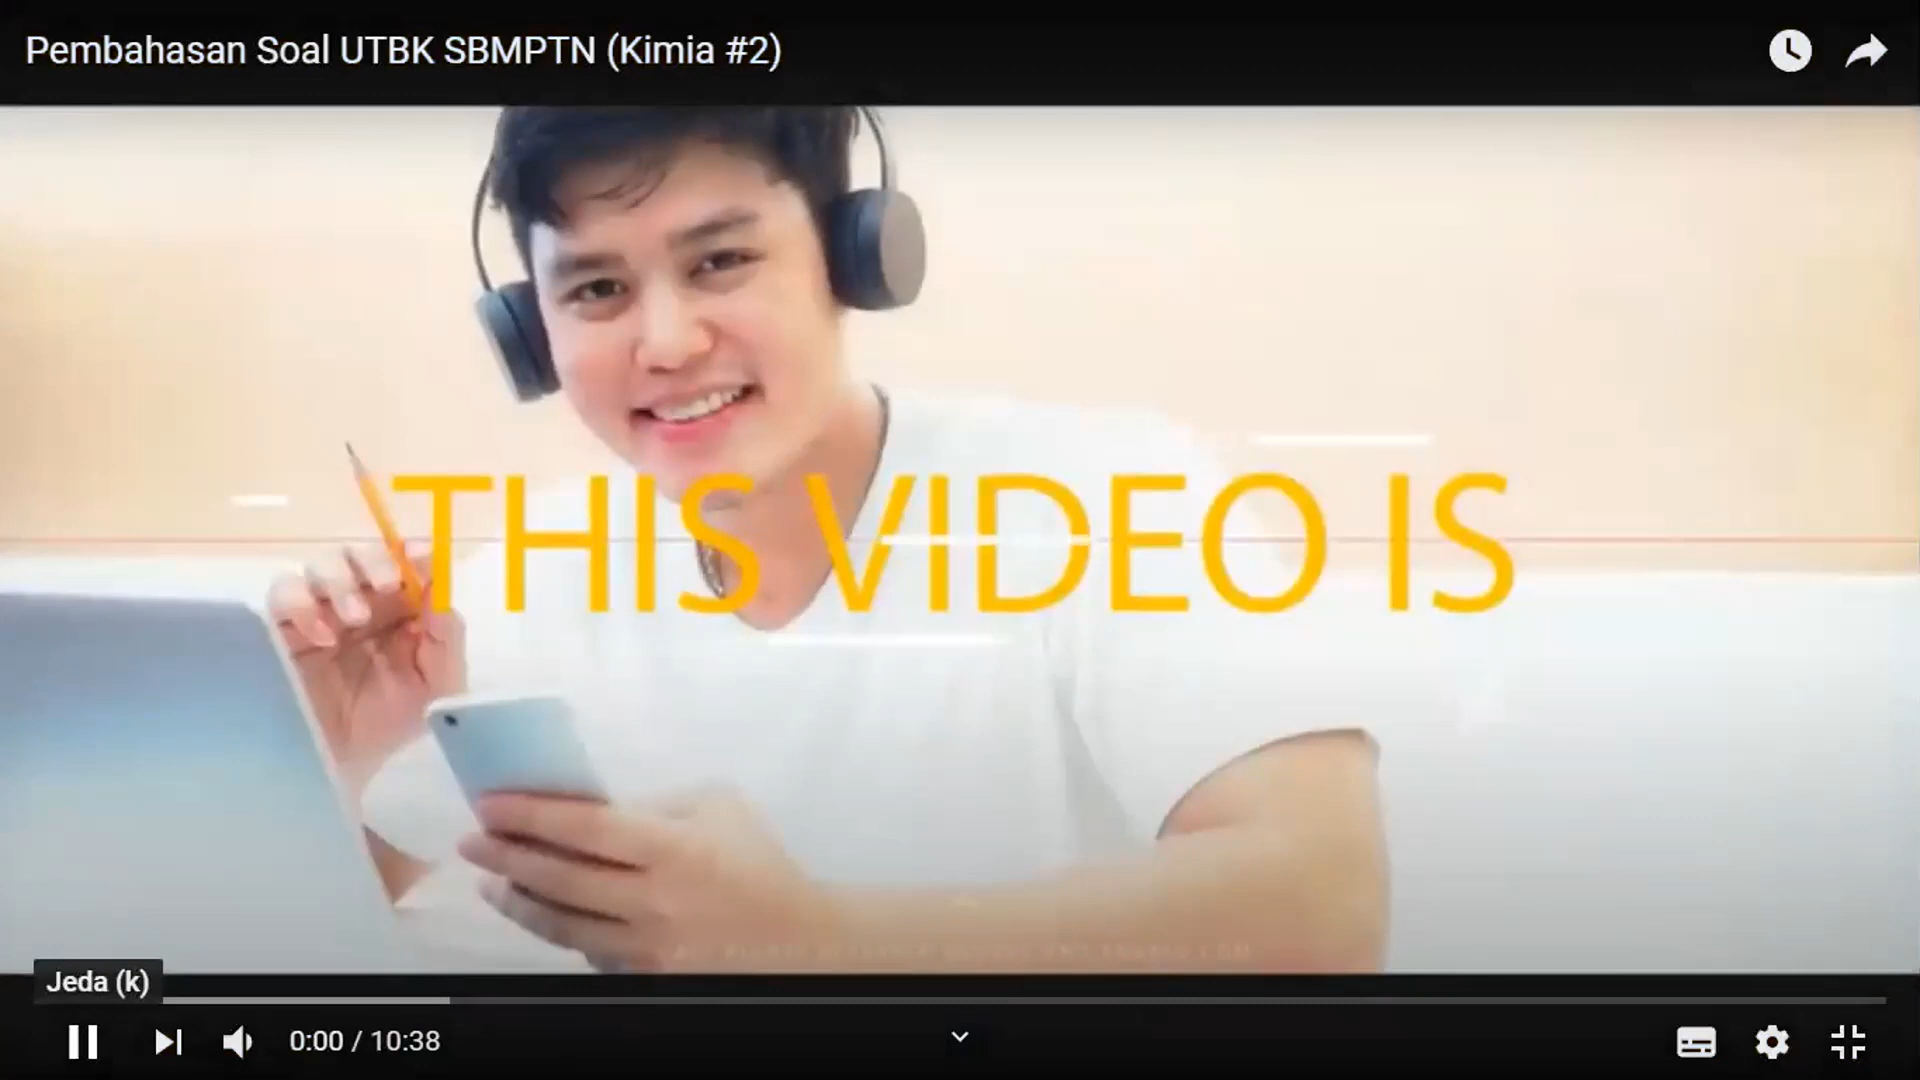 Pembahasan Soal UTBK SBMPTN (Kimia #2)
THIS VIDEO IS
Jeda (k)
0:00 / 10:38